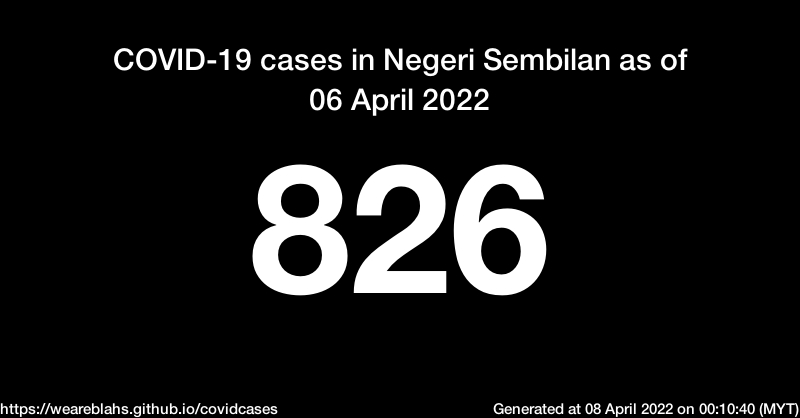 COVID-19 cases in Negeri Sembilan as of
06 April 2022
826
https://weareblahs.github.io/covidcases
Generated at 08 April 2022 on 00:10:40 (MYT)